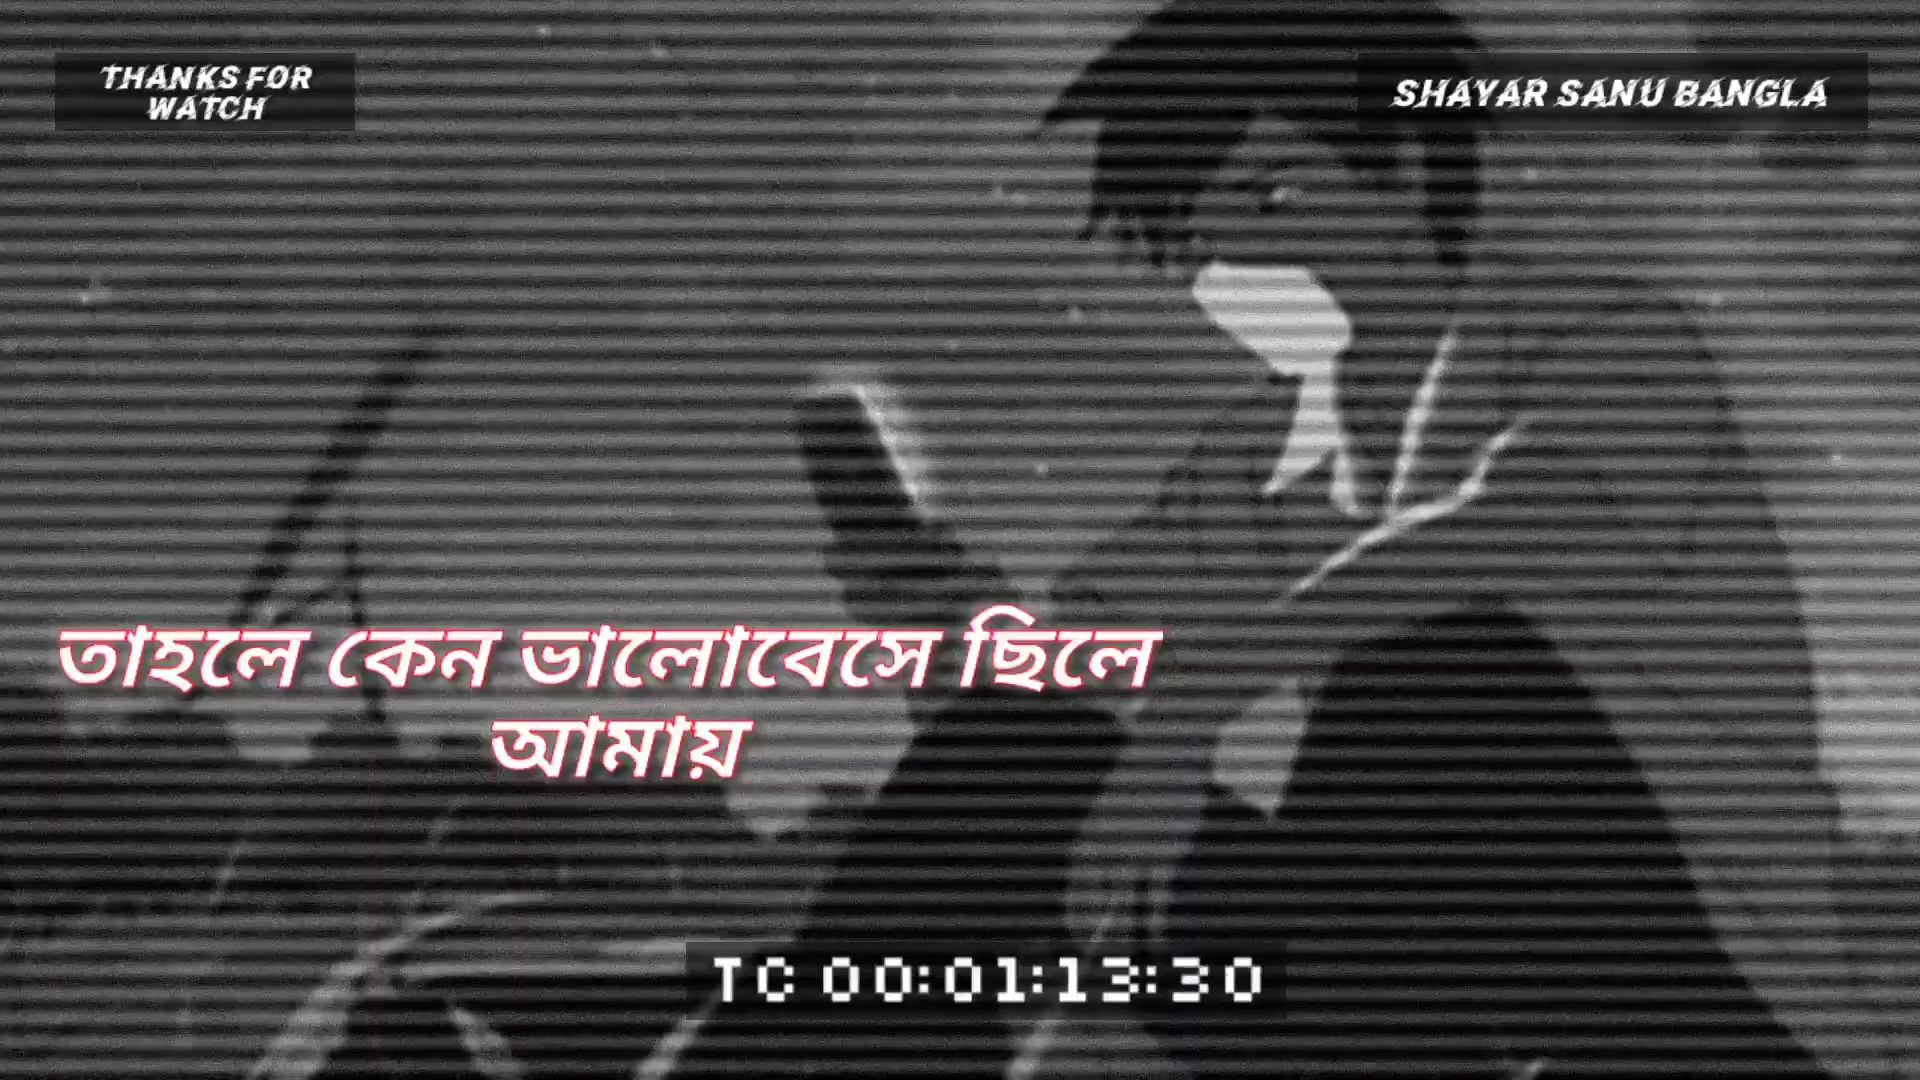 THANKS FOR
WATCH
SHAYAR SANU BANGLA
তাহলে কেন ভালোবেসে ছিলে
আমায়
TC 00:01:13:30